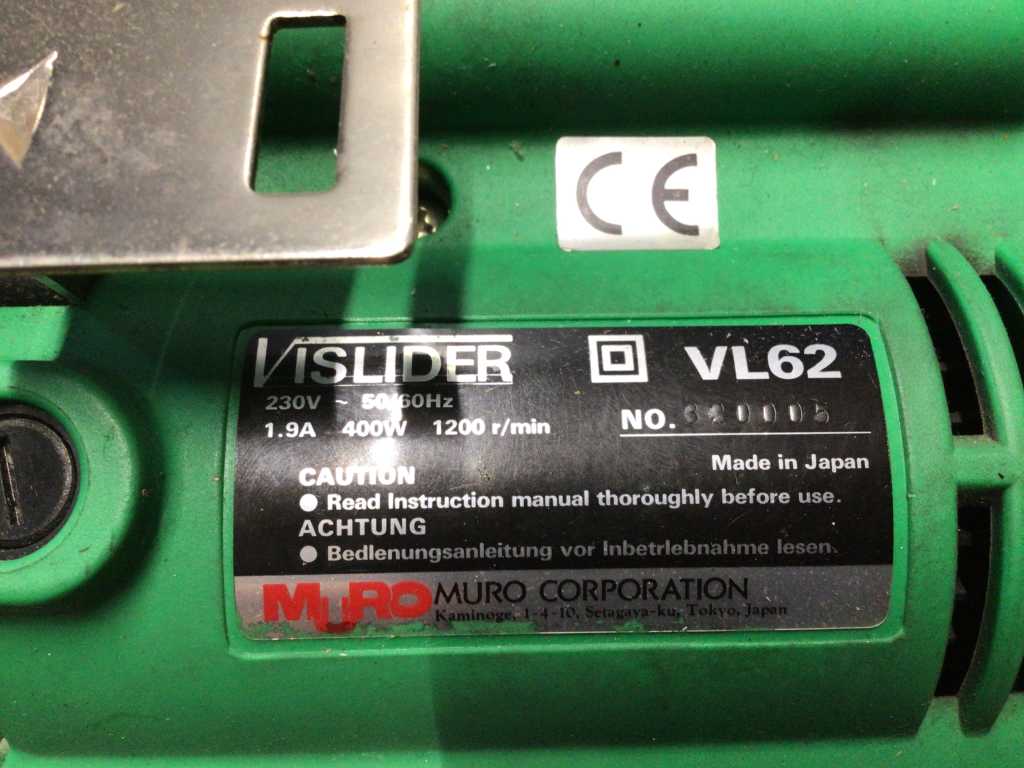 CE
VISLIDER VL62
230V ~ 50/60Hz
1.9A 400W 1200 r/min
NO. 320005
Made in Japan
CAUTION
● Read Instruction manual thoroughly before use.
ACHTUNG
● Bedlenungsanleitung vor Inbetrlebnahme lesen.
MURO MURO CORPORATION
Kaminoge, 1-4-10, Setagaya-ku, Tokyo, Japan